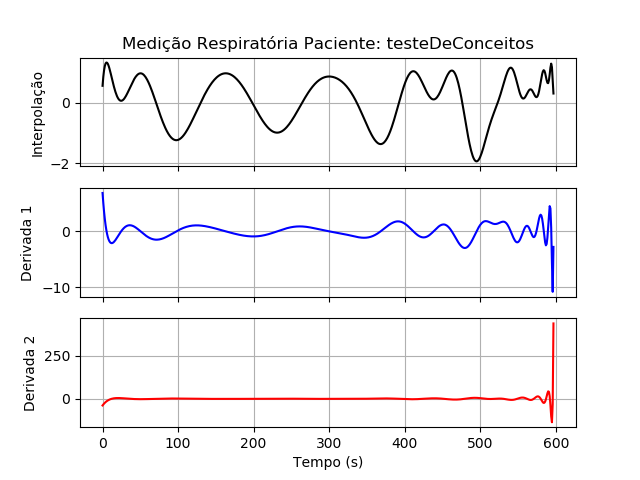 Medição Respiratória Paciente: testeDeConceitos
Interpolação
0
−2
Derivada 1
0
−10
Derivada 2
250
0
0 100 200 300 400 500 600
Tempo (s)